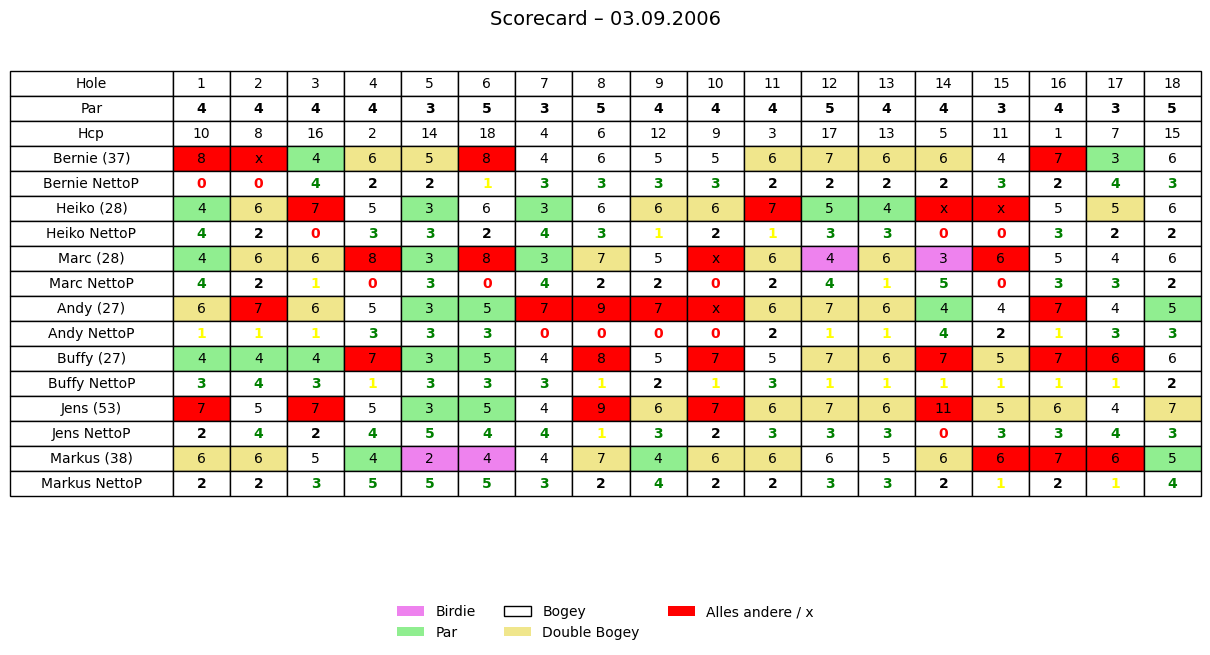 Scorecard – 03.09.2006
Hole 1 2 3 4 5 6 7 8 9 10 11 12 13 14 15 16 17 18
Par 4 4 4 4 3 5 3 5 4 4 4 5 4 4 3 4 3 5
Hcp 10 8 16 2 14 18 4 6 12 9 3 17 13 5 11 1 7 15
Bernie (37) 8 x 4 6 5 8 4 6 5 5 6 7 6 6 4 7 3 6
Bernie NettoP 0 0 4 2 2 1 3 3 3 3 2 2 2 2 3 2 4 3
Heiko (28) 4 6 7 5 3 6 3 6 6 6 7 5 4 x x 5 5 6
Heiko NettoP 4 2 0 3 3 2 4 3 1 2 1 3 3 0 0 3 2 2
Marc (28) 4 6 6 8 3 8 3 7 5 x 6 4 6 3 6 5 4 6
Marc NettoP 4 2 1 0 3 0 4 2 2 0 2 4 1 5 0 3 3 2
Andy (27) 6 7 6 5 3 5 7 9 7 x 6 7 6 4 4 7 4 5
Andy NettoP 1 1 1 3 3 3 0 0 0 0 2 1 1 4 2 1 3 3
Buffy (27) 4 4 4 7 3 5 4 8 5 7 5 7 6 7 5 7 6 6
Buffy NettoP 3 4 3 1 3 3 3 1 2 1 3 1 1 1 1 1 1 2
Jens (53) 7 5 7 5 3 5 4 9 6 7 6 7 6 11 5 6 4 7
Jens NettoP 2 4 2 4 5 4 4 1 3 2 3 3 3 0 3 3 4 3
Markus (38) 6 6 5 4 2 4 4 7 4 6 6 6 5 6 6 7 6 5
Markus NettoP 2 2 3 5 5 5 3 2 4 2 2 3 3 2 1 2 1 4
Birdie Bogey Alles andere / x
Par Double Bogey